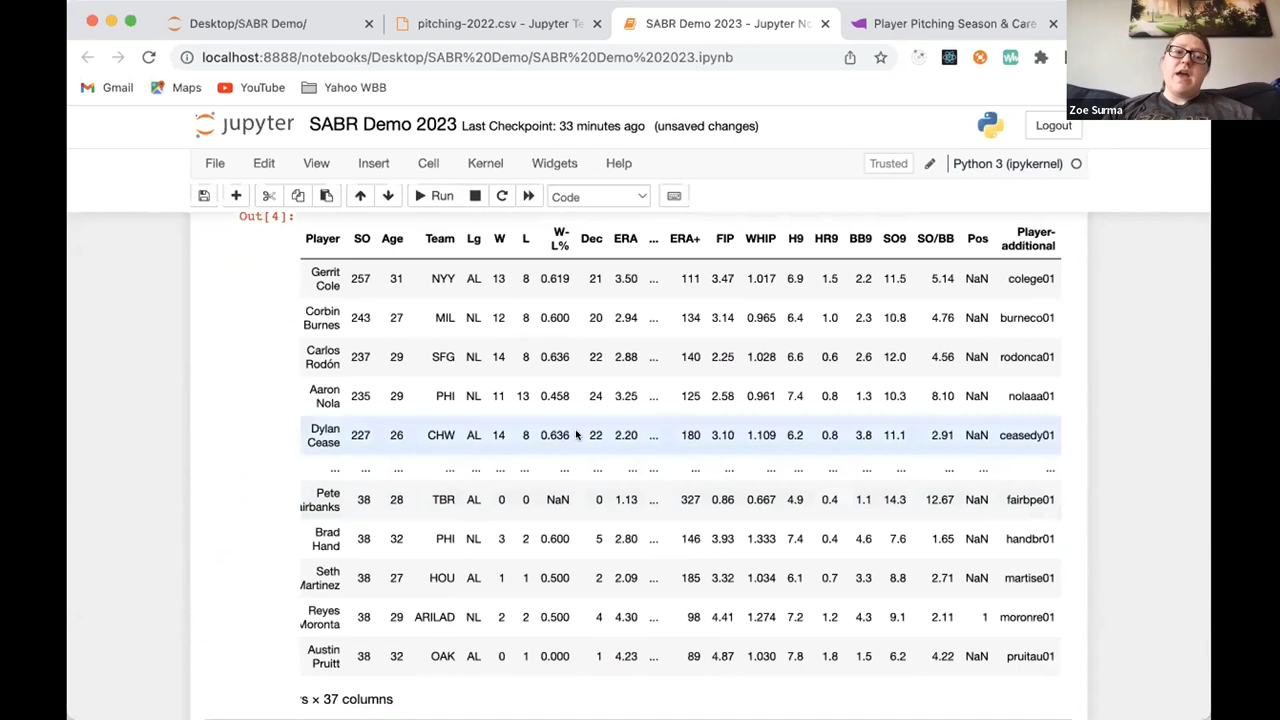 Desktop/SABR Demo/
pitching-2022.csv - Jupyter Te
SABR Demo 2023 - Jupyter No
Player Pitching Season & Care
localhost:8888/notebooks/Desktop/SABR%20Demo/SABR%20Demo%202023.ipynb
Gmail Maps YouTube Yahoo WBB
Zoe Surma
jupyter SABR Demo 2023 Last Checkpoint: 33 minutes ago (unsaved changes) Logout
File Edit View Insert Cell Kernel Widgets Help Trusted Python 3 (ipykernel)
Run Code
Out[4]:
Player SO Age Team Lg W L W-L% Dec ERA ... ERA+ FIP WHIP H9 HR9 BB9 SO9 SO/BB Pos Player-additional
Gerrit Cole 257 31 NYY AL 13 8 0.619 21 3.50 ... 111 3.47 1.017 6.9 1.5 2.2 11.5 5.14 NaN colege01
Corbin Burnes 243 27 MIL NL 12 8 0.600 20 2.94 ... 134 3.14 0.965 6.4 1.0 2.3 10.8 4.76 NaN burneco01
Carlos Rodón 237 29 SFG NL 14 8 0.636 22 2.88 ... 140 2.25 1.028 6.6 0.6 2.6 12.0 4.56 NaN rodonca01
Aaron Nola 235 29 PHI NL 11 13 0.458 24 3.25 ... 125 2.58 0.961 7.4 0.8 1.3 10.3 8.10 NaN nolaaa01
Dylan Cease 227 26 CHW AL 14 8 0.636 22 2.20 ... 180 3.10 1.109 6.2 0.8 3.8 11.1 2.91 NaN ceasedy01
... ... ... ... ... ... ... ... ... ... ... ... ... ... ... ... ... ... ... ... ...
Pete airbanks 38 28 TBR AL 0 0 NaN 0 1.13 ... 327 0.86 0.667 4.9 0.4 1.1 14.3 12.67 NaN fairbpe01
Brad Hand 38 32 PHI NL 3 2 0.600 5 2.80 ... 146 3.93 1.333 7.4 0.4 4.6 7.6 1.65 NaN handbr01
Seth Martinez 38 27 HOU AL 1 1 0.500 2 2.09 ... 185 3.32 1.034 6.1 0.7 3.3 8.8 2.71 NaN martise01
Reyes Moronta 38 29 ARILAD NL 2 2 0.500 4 4.30 ... 98 4.41 1.274 7.2 1.2 4.3 9.1 2.11 1 moronre01
Austin Pruitt 38 32 OAK AL 0 1 0.000 1 4.23 ... 89 4.87 1.030 7.8 1.8 1.5 6.2 4.22 NaN pruitau01
s × 37 columns